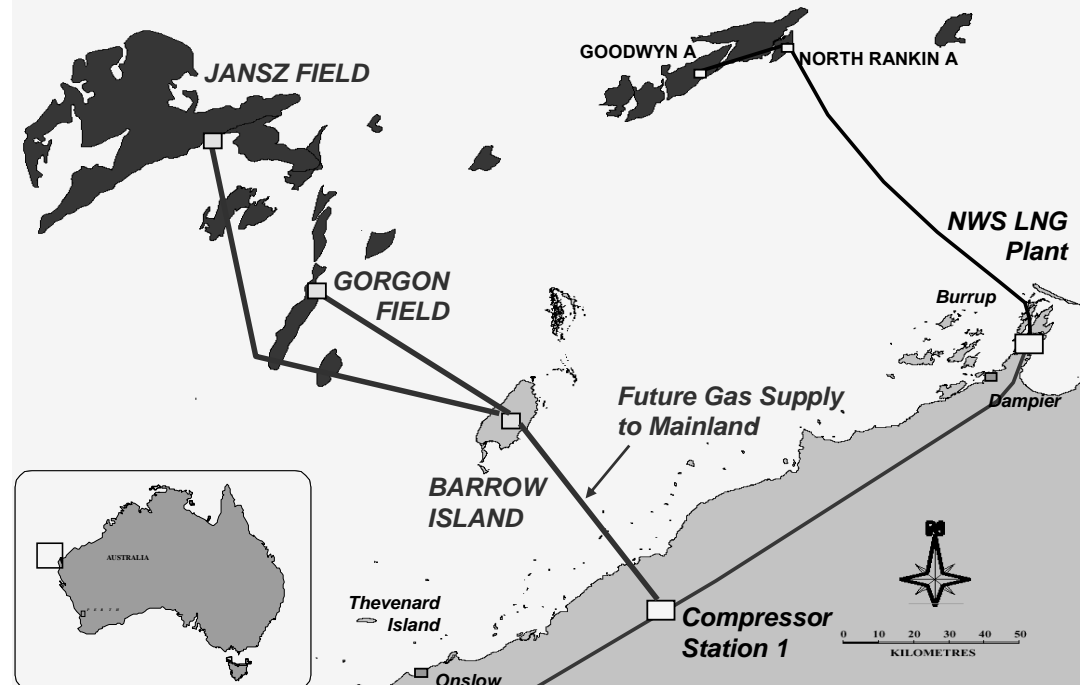 GOODWYN A
NORTH RANKIN A
JANSZ FIELD
NWS LNG
Plant
GORGON
FIELD
Burrup
Future Gas Supply
to Mainland
Dampier
BARROW
ISLAND
AUSTRALIA
PERTH
Thevenard
Island
Compressor
Station 1
0 10 20 30 40 50
KILOMETRES
Onslow